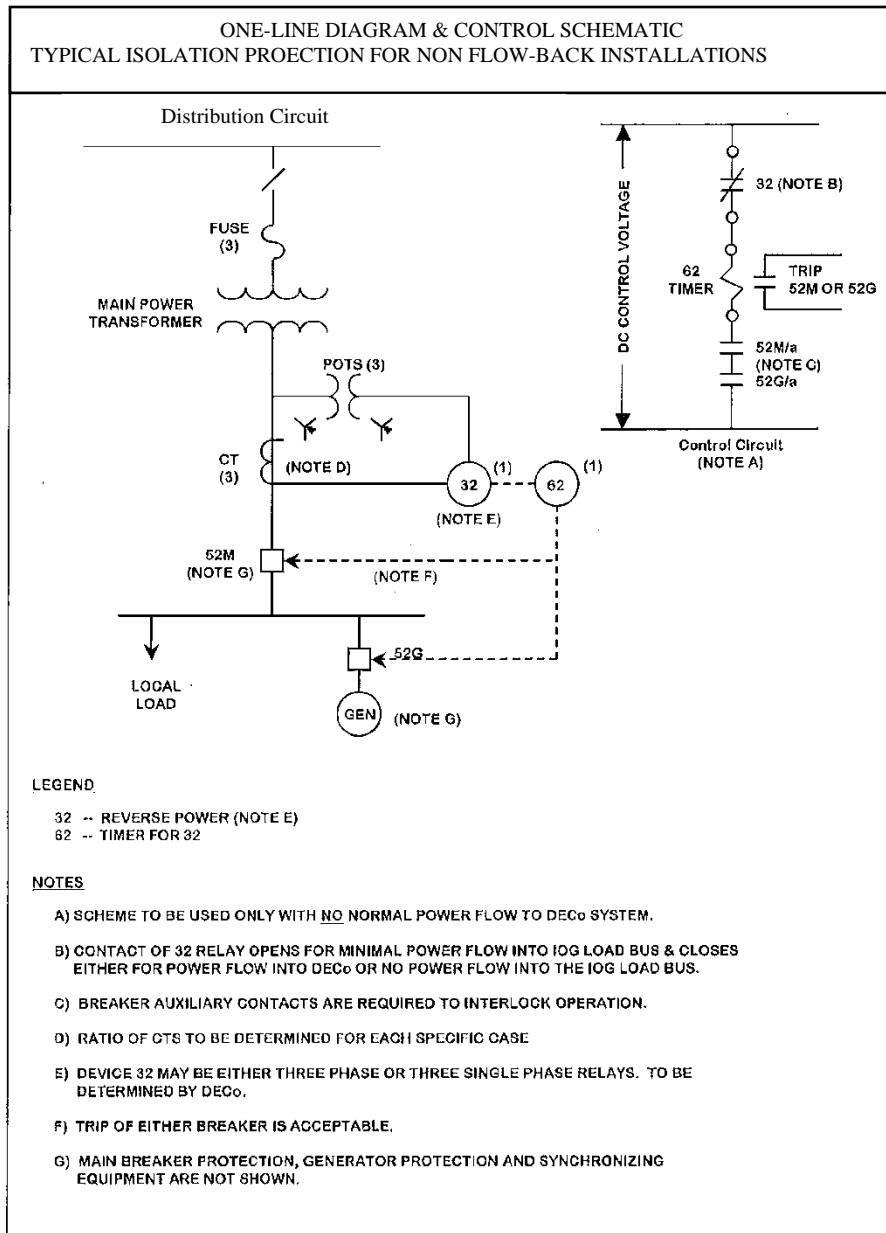 ONE-LINE DIAGRAM & CONTROL SCHEMATIC
TYPICAL ISOLATION PROECTION FOR NON FLOW-BACK INSTALLATIONS
Distribution Circuit
FUSE
(3)
MAIN POWER
TRANSFORMER
POTS (3)
CT
(3)
(NOTE D)
32
(1)
62
(1)
(NOTE E)
52M
(NOTE G)
(NOTE F)
52G
LOCAL
LOAD
GEN
(NOTE G)
DC CONTROL VOLTAGE
32 (NOTE B)
62
TIMER
TRIP
52M OR 52G
52M/a
(NOTE C)
52G/a
Control Circuit
(NOTE A)
LEGEND
32 -- REVERSE POWER (NOTE E)
62 -- TIMER FOR 32
NOTES
A) SCHEME TO BE USED ONLY WITH NO NORMAL POWER FLOW TO DECo SYSTEM.
B) CONTACT OF 32 RELAY OPENS FOR MINIMAL POWER FLOW INTO IOG LOAD BUS & CLOSES
EITHER FOR POWER FLOW INTO DECo OR NO POWER FLOW INTO THE IOG LOAD BUS.
C) BREAKER AUXILIARY CONTACTS ARE REQUIRED TO INTERLOCK OPERATION.
D) RATIO OF CTS TO BE DETERMINED FOR EACH SPECIFIC CASE
E) DEVICE 32 MAY BE EITHER THREE PHASE OR THREE SINGLE PHASE RELAYS. TO BE
DETERMINED BY DECo.
F) TRIP OF EITHER BREAKER IS ACCEPTABLE.
G) MAIN BREAKER PROTECTION, GENERATOR PROTECTION AND SYNCHRONIZING
EQUIPMENT ARE NOT SHOWN.